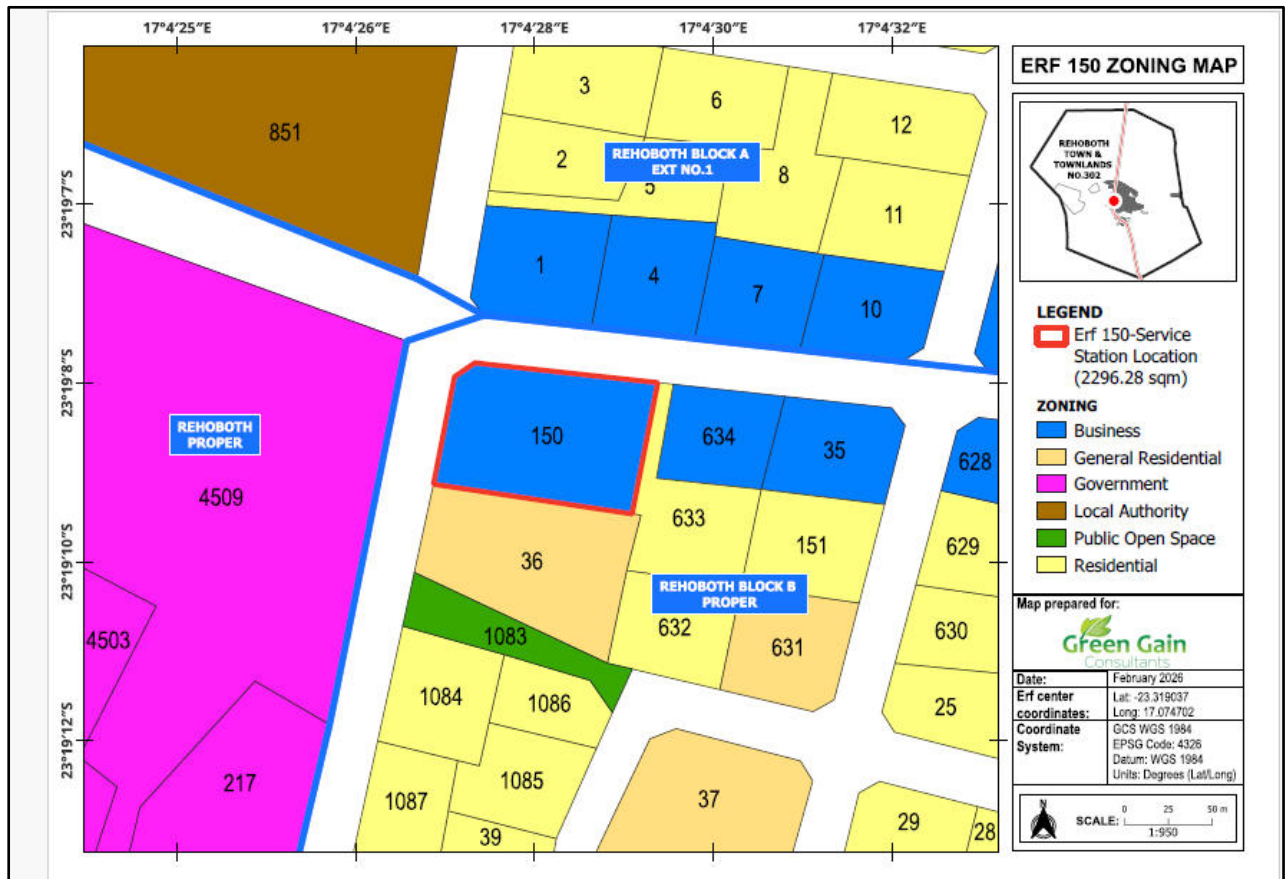 17°4'25"E
17°4'26"E
17°4'28"E
17°4'30"E
17°4'32"E
23°19'7"S
23°19'8"S
23°19'10"S
23°19'12"S
851
3
6
12
2
REHOBOTH BLOCK A
EXT NO.1
5
8
11
1
4
7
10
REHOBOTH
PROPER
4509
150
634
35
628
633
151
629
36
REHOBOTH BLOCK B
PROPER
4503
1083
632
631
630
1084
1086
25
217
1085
1087
37
39
29
28
ERF 150 ZONING MAP
REHOBOTH
TOWN &
TOWNLANDS
NO.302
LEGEND
Erf 150-Service
Station Location
(2296.28 sqm)
ZONING
Business
General Residential
Government
Local Authority
Public Open Space
Residential
Map prepared for:
Green Gain
Consultants
Date: February 2026
Erf center coordinates: Lat: -23.319037
Long: 17.074702
Coordinate System: GCS WGS 1984
EPSG Code: 4326
Datum: WGS 1984
Units: Degrees (Lat/Long)
N
SCALE: 0 25 50 m
1:950